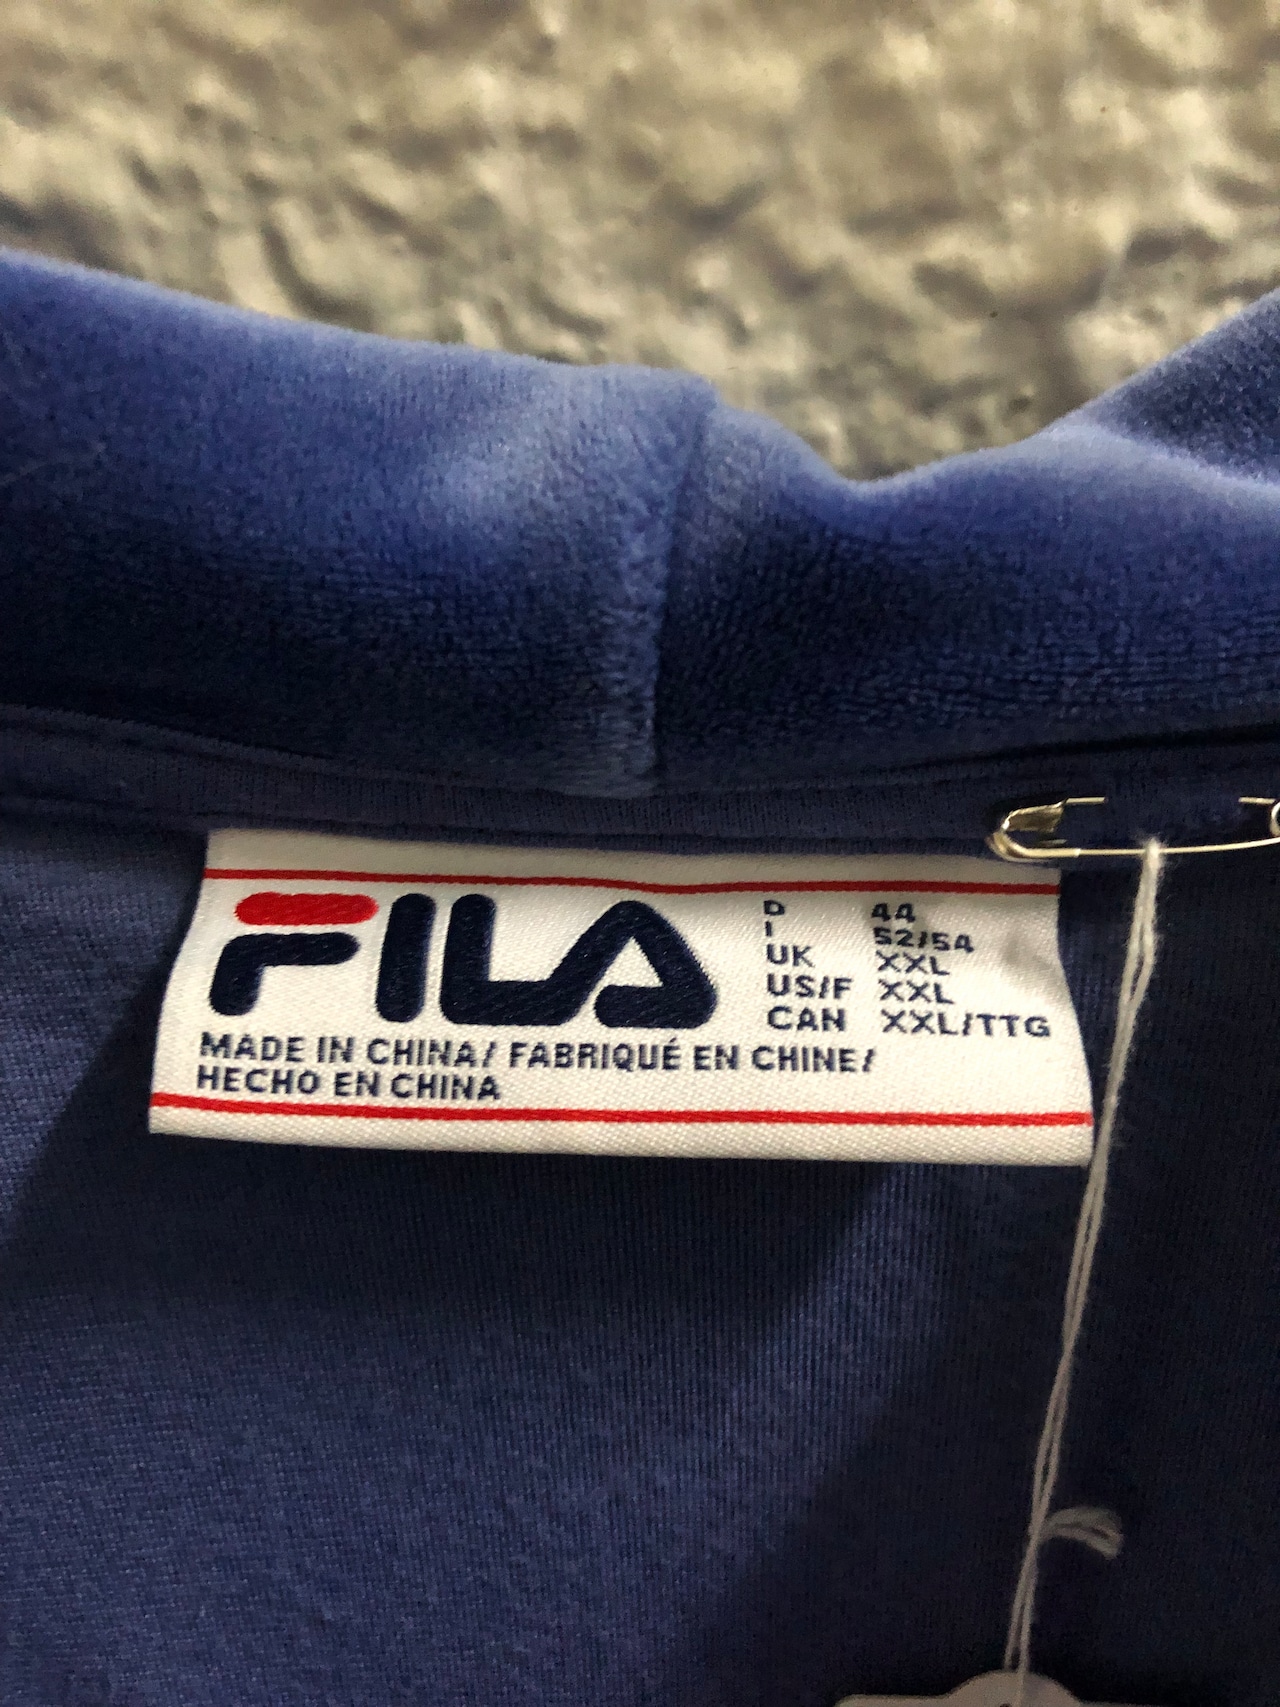 FILA
D 44
I 52/54
UK XXL
US/F XXL
CAN XXL/TTG
MADE IN CHINA/ FABRIQUÉ EN CHINE/
HECHO EN CHINA